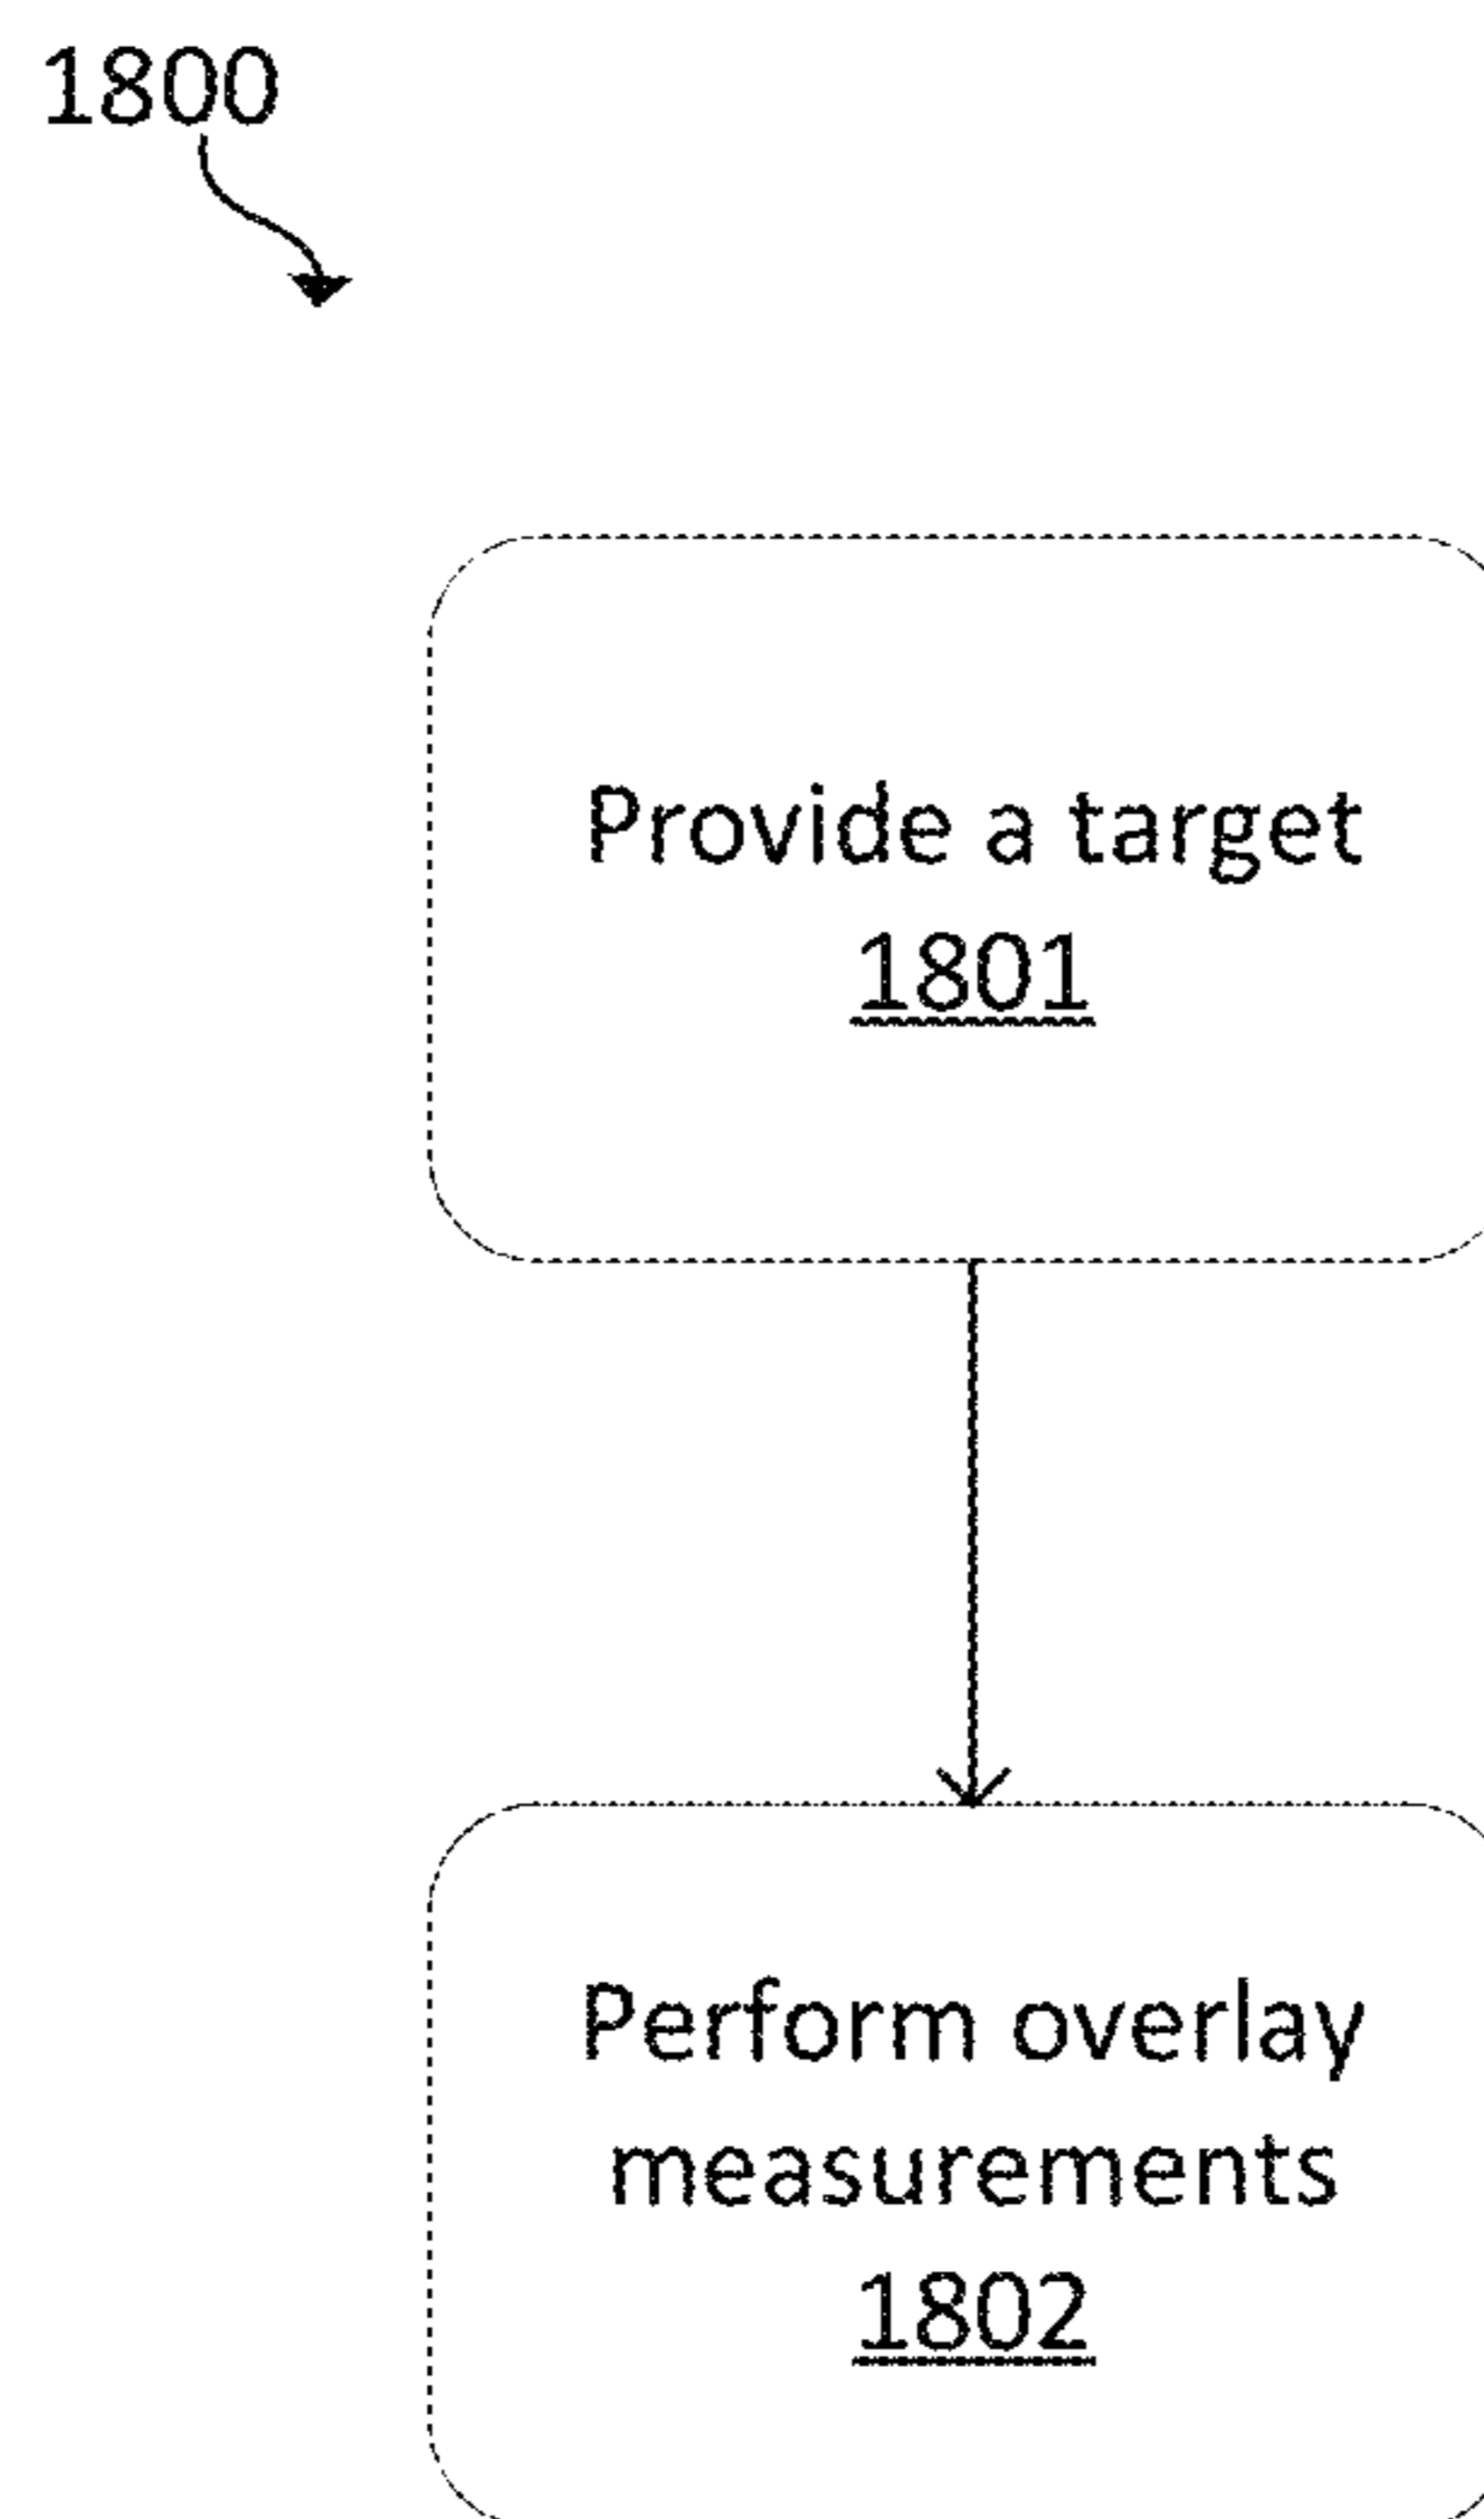 1800
Provide a target
1801
Perform overlay
measurements
1802